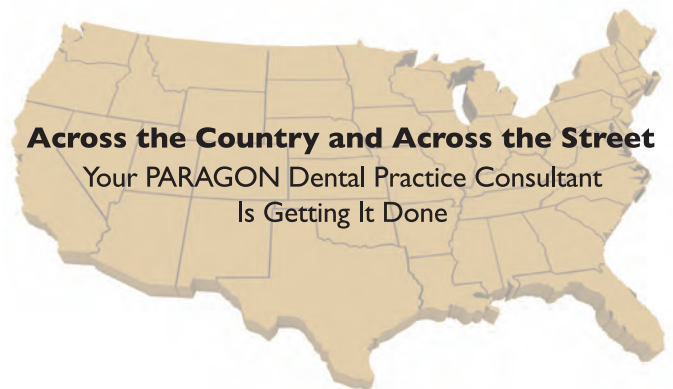 Across the Country and Across the Street
Your PARAGON Dental Practice Consultant
Is Getting It Done